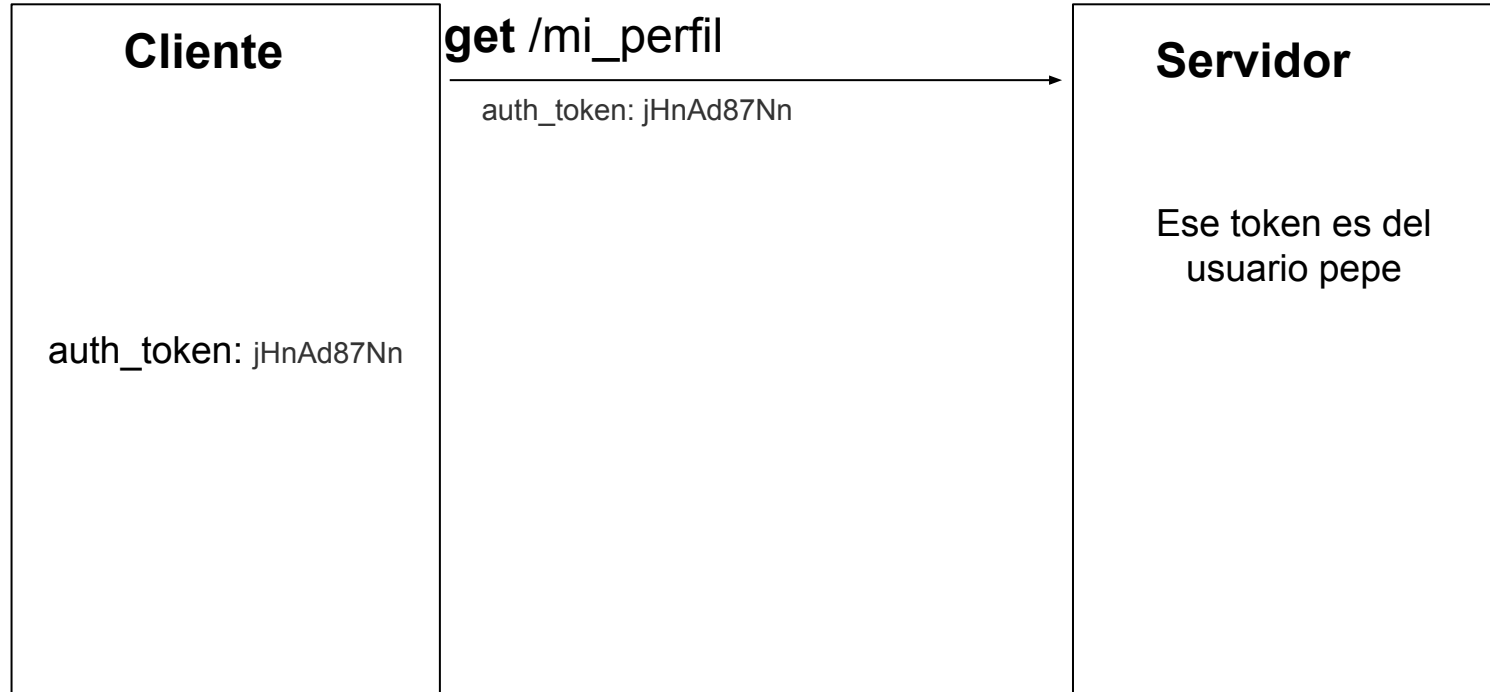 Cliente
auth_token: jHnAd87Nn
get /mi_perfil
auth_token: jHnAd87Nn
Servidor
Ese token es del
usuario pepe